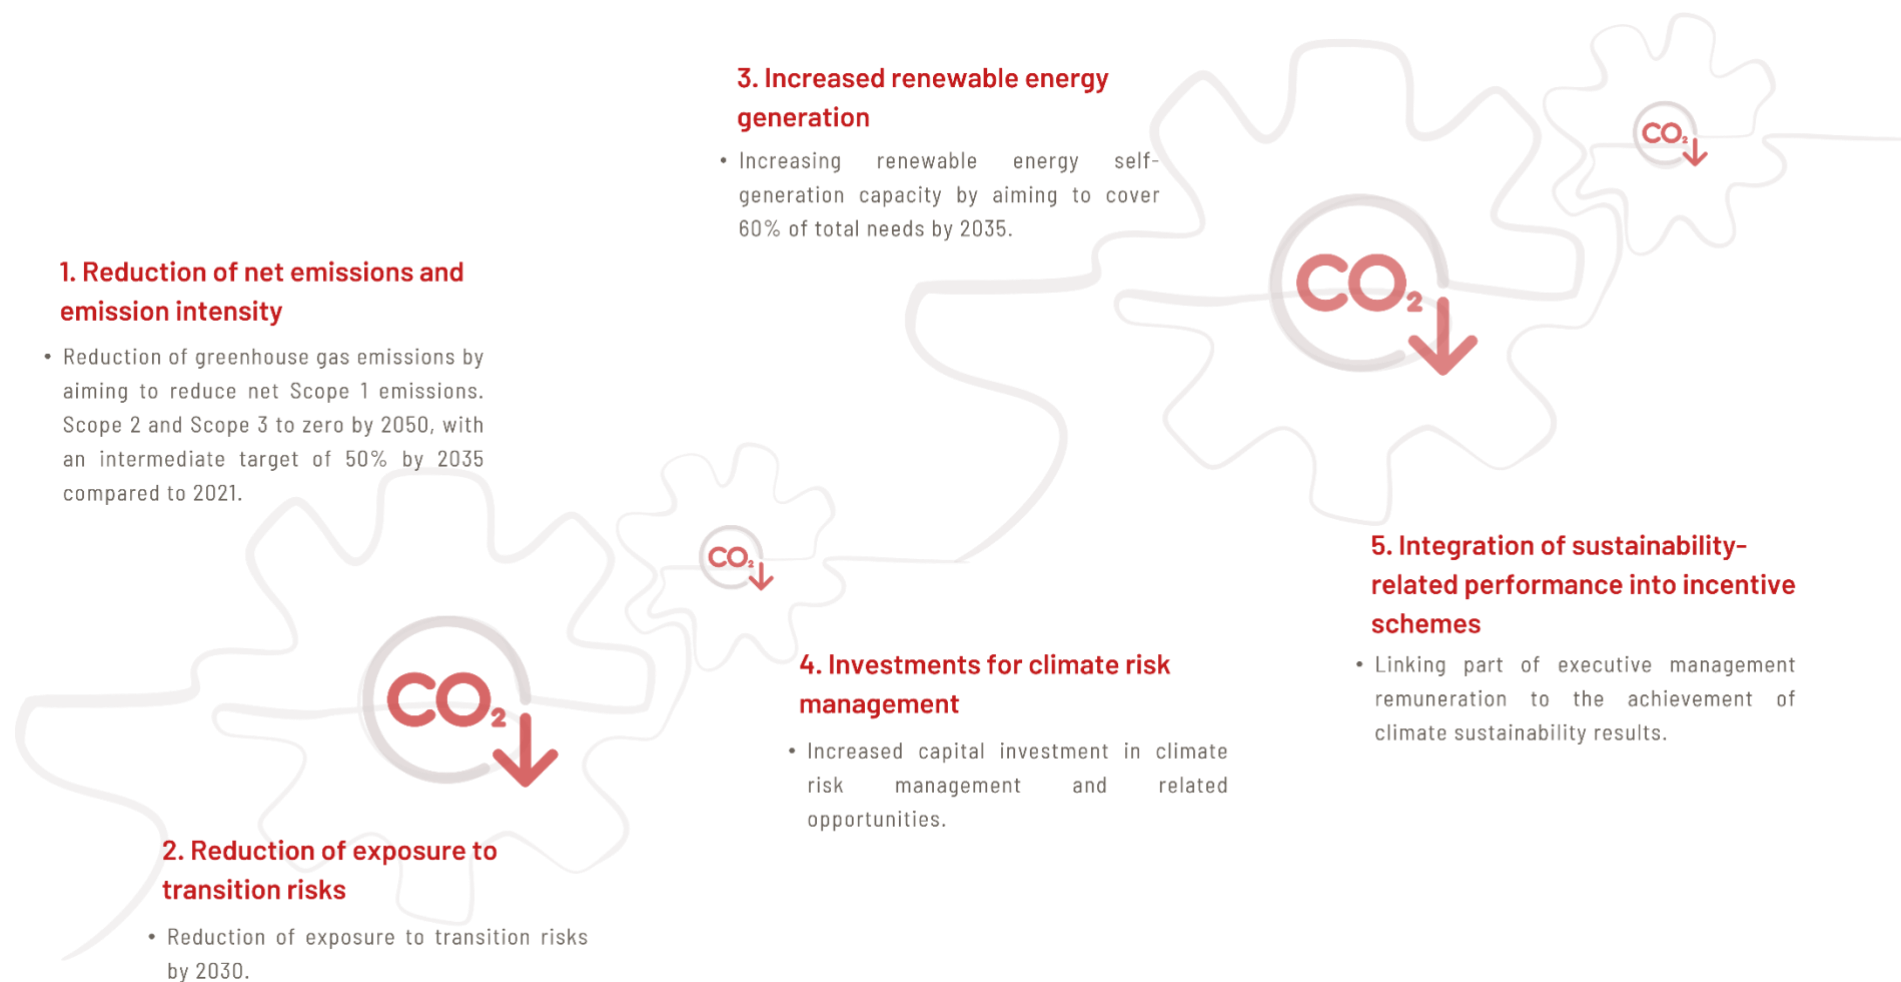 1. Reduction of net emissions and
emission intensity
• Reduction of greenhouse gas emissions by
aiming to reduce net Scope 1 emissions.
Scope 2 and Scope 3 to zero by 2050, with
an intermediate target of 50% by 2035
compared to 2021.
CO₂
2. Reduction of exposure to
transition risks
• Reduction of exposure to transition risks
by 2030.
CO₂
3. Increased renewable energy
generation
• Increasing renewable energy self-
generation capacity by aiming to cover
60% of total needs by 2035.
4. Investments for climate risk
management
• Increased capital investment in climate
risk management and related
opportunities.
CO₂
CO₂
5. Integration of sustainability-
related performance into incentive
schemes
• Linking part of executive management
remuneration to the achievement of
climate sustainability results.